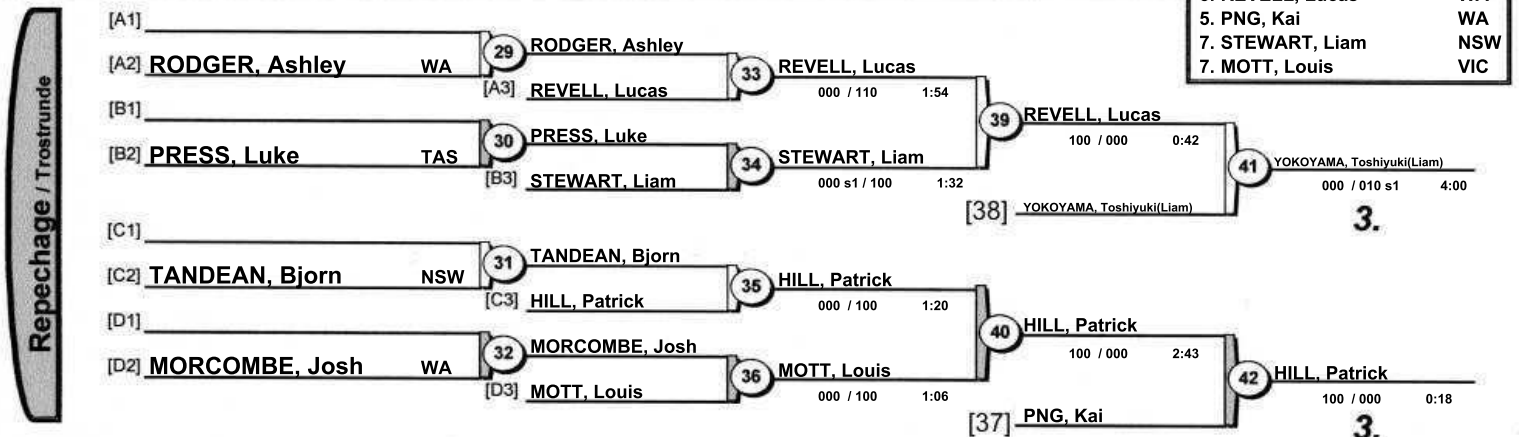 5. PNG, Kai WA
7. STEWART, Liam NSW
7. MOTT, Louis VIC
Repechage / Trostrunde
[A1]
[A2] RODGER, Ashley WA
29
[B1]
[B2] PRESS, Luke TAS
30
[C1]
[C2] TANDEAN, Bjorn NSW
31
[D1]
[D2] MORCOMBE, Josh WA
32
RODGER, Ashley
[A3] REVELL, Lucas
33
PRESS, Luke
[B3] STEWART, Liam
34
TANDEAN, Bjorn
[C3] HILL, Patrick
35
MORCOMBE, Josh
[D3] MOTT, Louis
36
REVELL, Lucas
000 / 110 1:54
STEWART, Liam
000 s1 / 100 1:32
39
HILL, Patrick
000 / 100 1:20
MOTT, Louis
000 / 100 1:06
40
REVELL, Lucas
100 / 000 0:42
[38] YOKOYAMA, Toshiyuki(Liam)
41
HILL, Patrick
100 / 000 2:43
[37] PNG, Kai
42
YOKOYAMA, Toshiyuki(Liam)
000 / 010 s1 4:00
3.
HILL, Patrick
100 / 000 0:18
3.